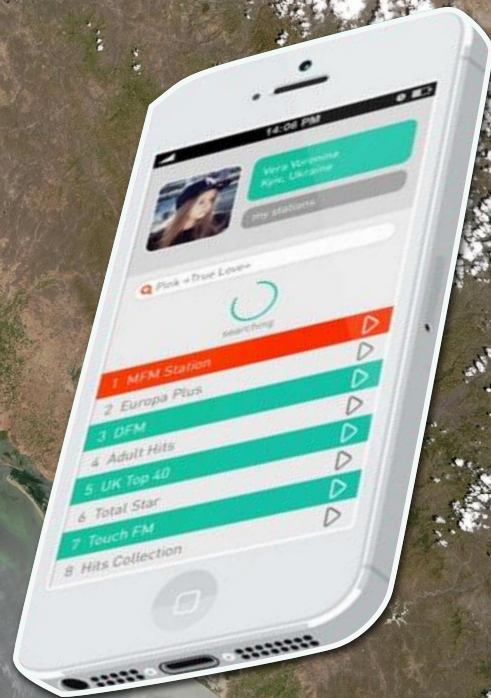 14:06 PM
Vera Voronina
Kyic, Ukraine
my stations
Pink «True Love»
searching
1 MFM Station
2 Europa Plus
3 DFM
4 Adult Hits
5 UK Top 40
6 Total Star
7 Touch FM
8 Hits Collection